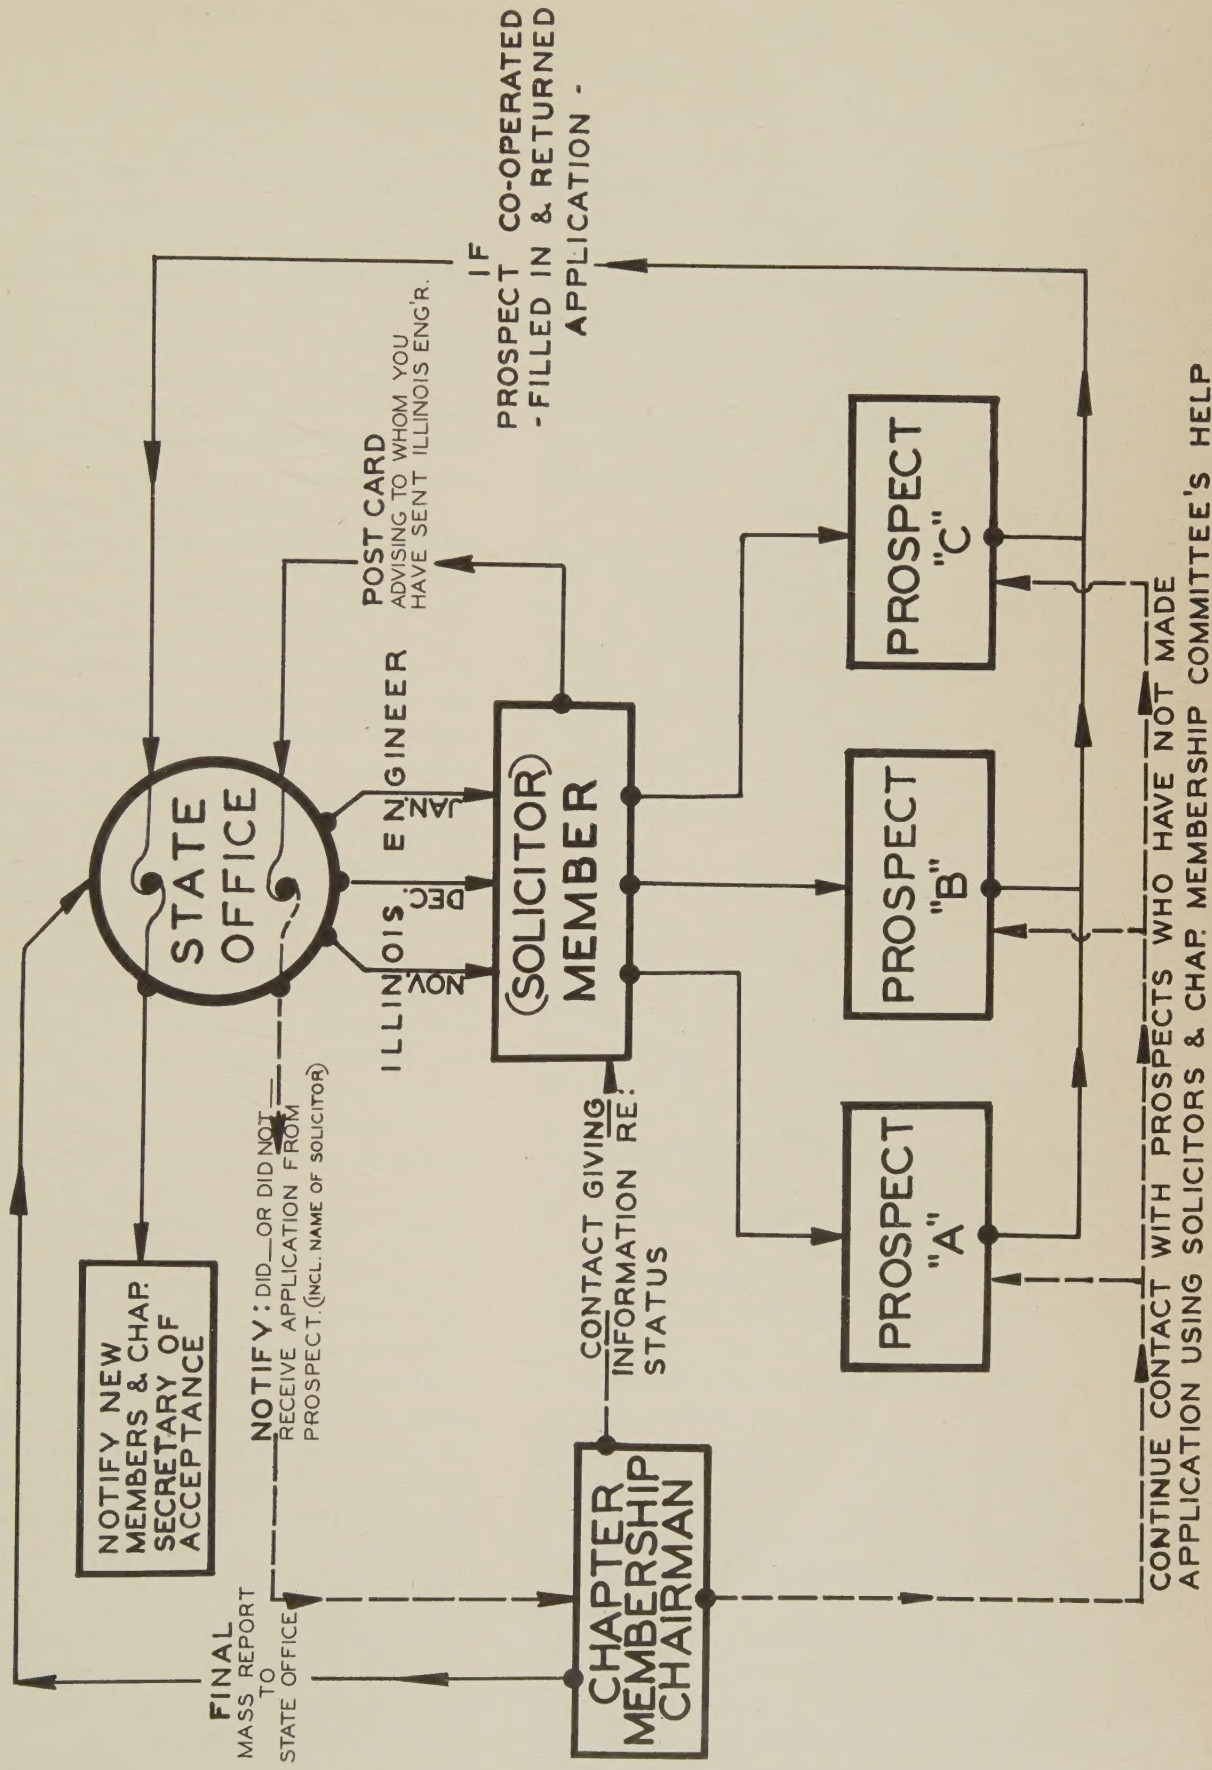 FINAL
MASS REPORT
TO
STATE OFFICE
NOTIFY NEW
MEMBERS & CHAP.
SECRETARY OF
ACCEPTANCE
STATE
OFFICE
NOTIFY: DID__OR DID NOT__
RECEIVE APPLICATION FROM
PROSPECT. (INCL. NAME OF SOLICITOR)
ILLINOIS ENGINEER
NOV.
DEC.
JAN.
POST CARD
ADVISING TO WHOM YOU
HAVE SENT ILLINOIS ENG'R.
IF
PROSPECT CO-OPERATED
-FILLED IN & RETURNED
APPLICATION -
CHAPTER
MEMBERSHIP
CHAIRMAN
CONTACT GIVING
INFORMATION RE:
STATUS
(SOLICITOR)
MEMBER
PROSPECT
"A"
PROSPECT
"B"
PROSPECT
"C"
CONTINUE CONTACT WITH PROSPECTS WHO HAVE NOT MADE
APPLICATION USING SOLICITORS & CHAP. MEMBERSHIP COMMITTEE'S HELP